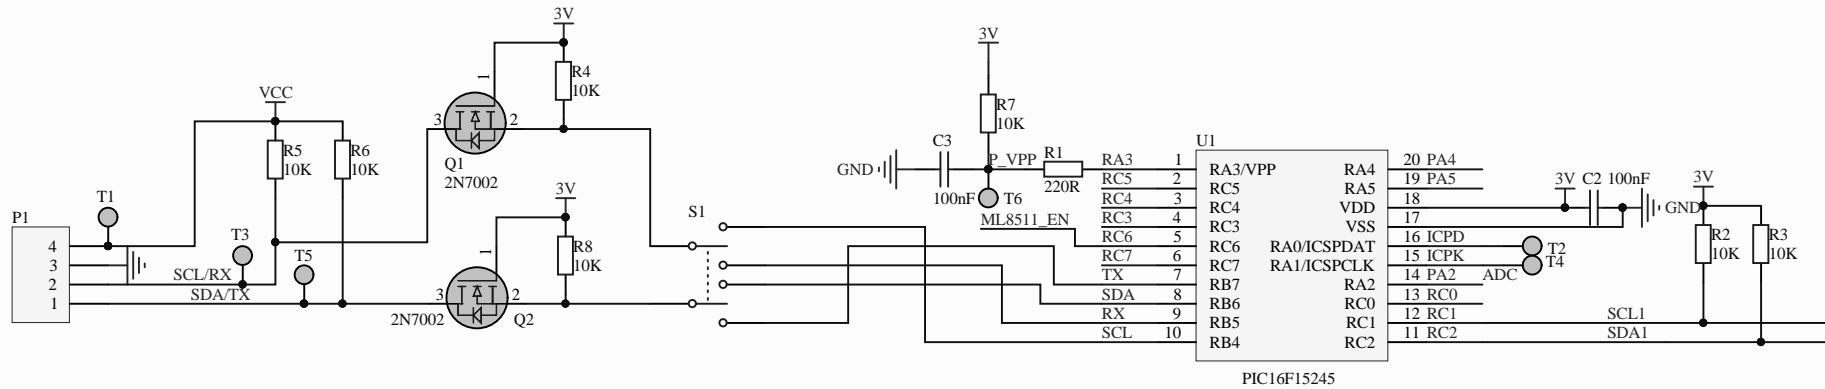 3V
R4
10K
1
3
2
Q1
2N7002
VCC
R5
10K
R6
10K
T1
P1
4
3
2
1
T3
SCL/RX
T5
SDA/TX
3V
R8
10K
1
3
2
2N7002
Q2
S1
3V
R7
10K
C3
GND
100nF
P_VPP
R1
220R
T6
ML8511_EN
U1
RA3 1 RA3/VPP RA4 20 PA4
RC5 2 RC5 RA5 19 PA5
RC4 3 RC4 VDD 18
RC3 4 RC3 VSS 17
RC6 5 RC6 RA0/ICSPDAT 16 ICPD
RC7 6 RC7 RA1/ICSPCLK 15 ICPK
TX 7 RB7 RA2 14 PA2
SDA 8 RB6 RC0 13 RC0
RX 9 RB5 RC1 12 RC1
SCL 10 RB4 RC2 11 RC2
PIC16F15245
3V
C2 100nF
GND
T2
T4
ADC
3V
R2
10K
R3
10K
SCL1
SDA1